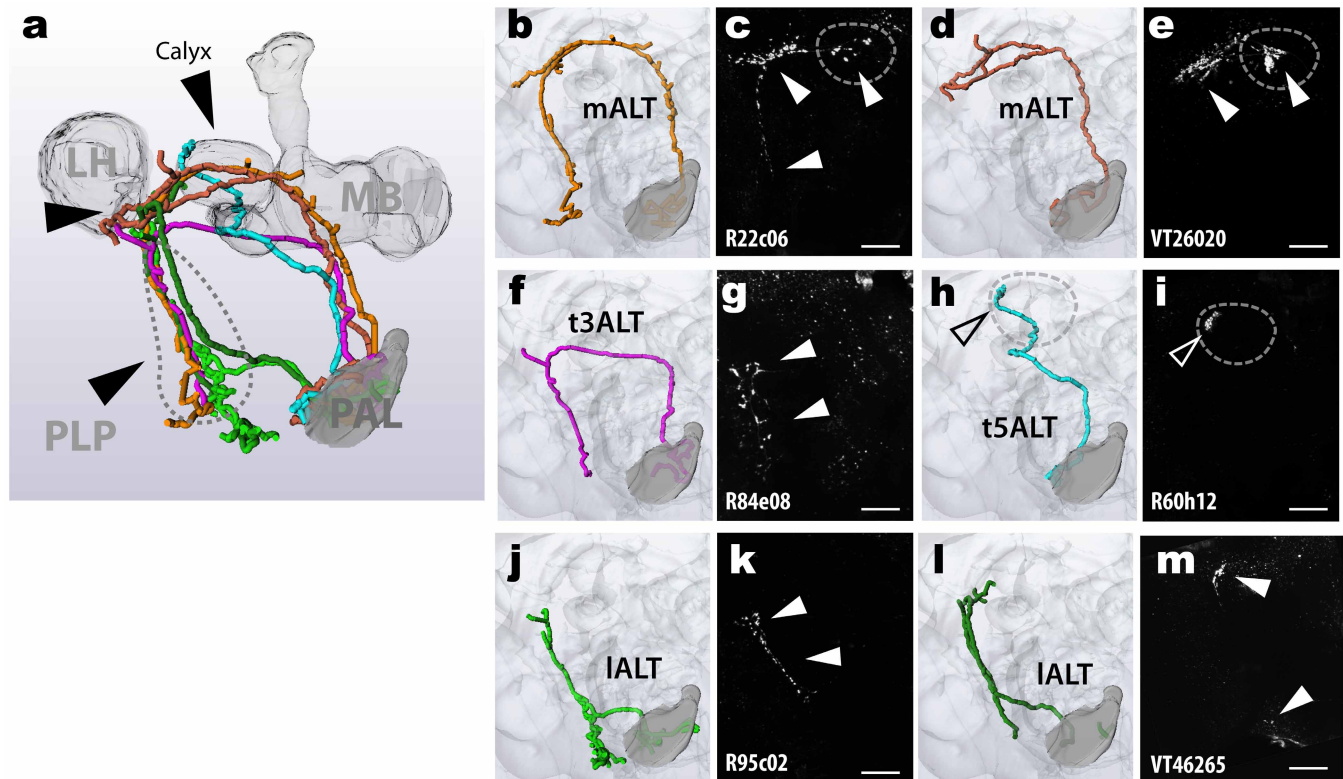 a
Calyx
LH
MB
PLP
PAL
b
mALT
c
R22c06
d
mALT
e
VT26020
f
t3ALT
g
R84e08
h
t5ALT
i
R60h12
j
lALT
k
R95c02
l
lALT
m
VT46265